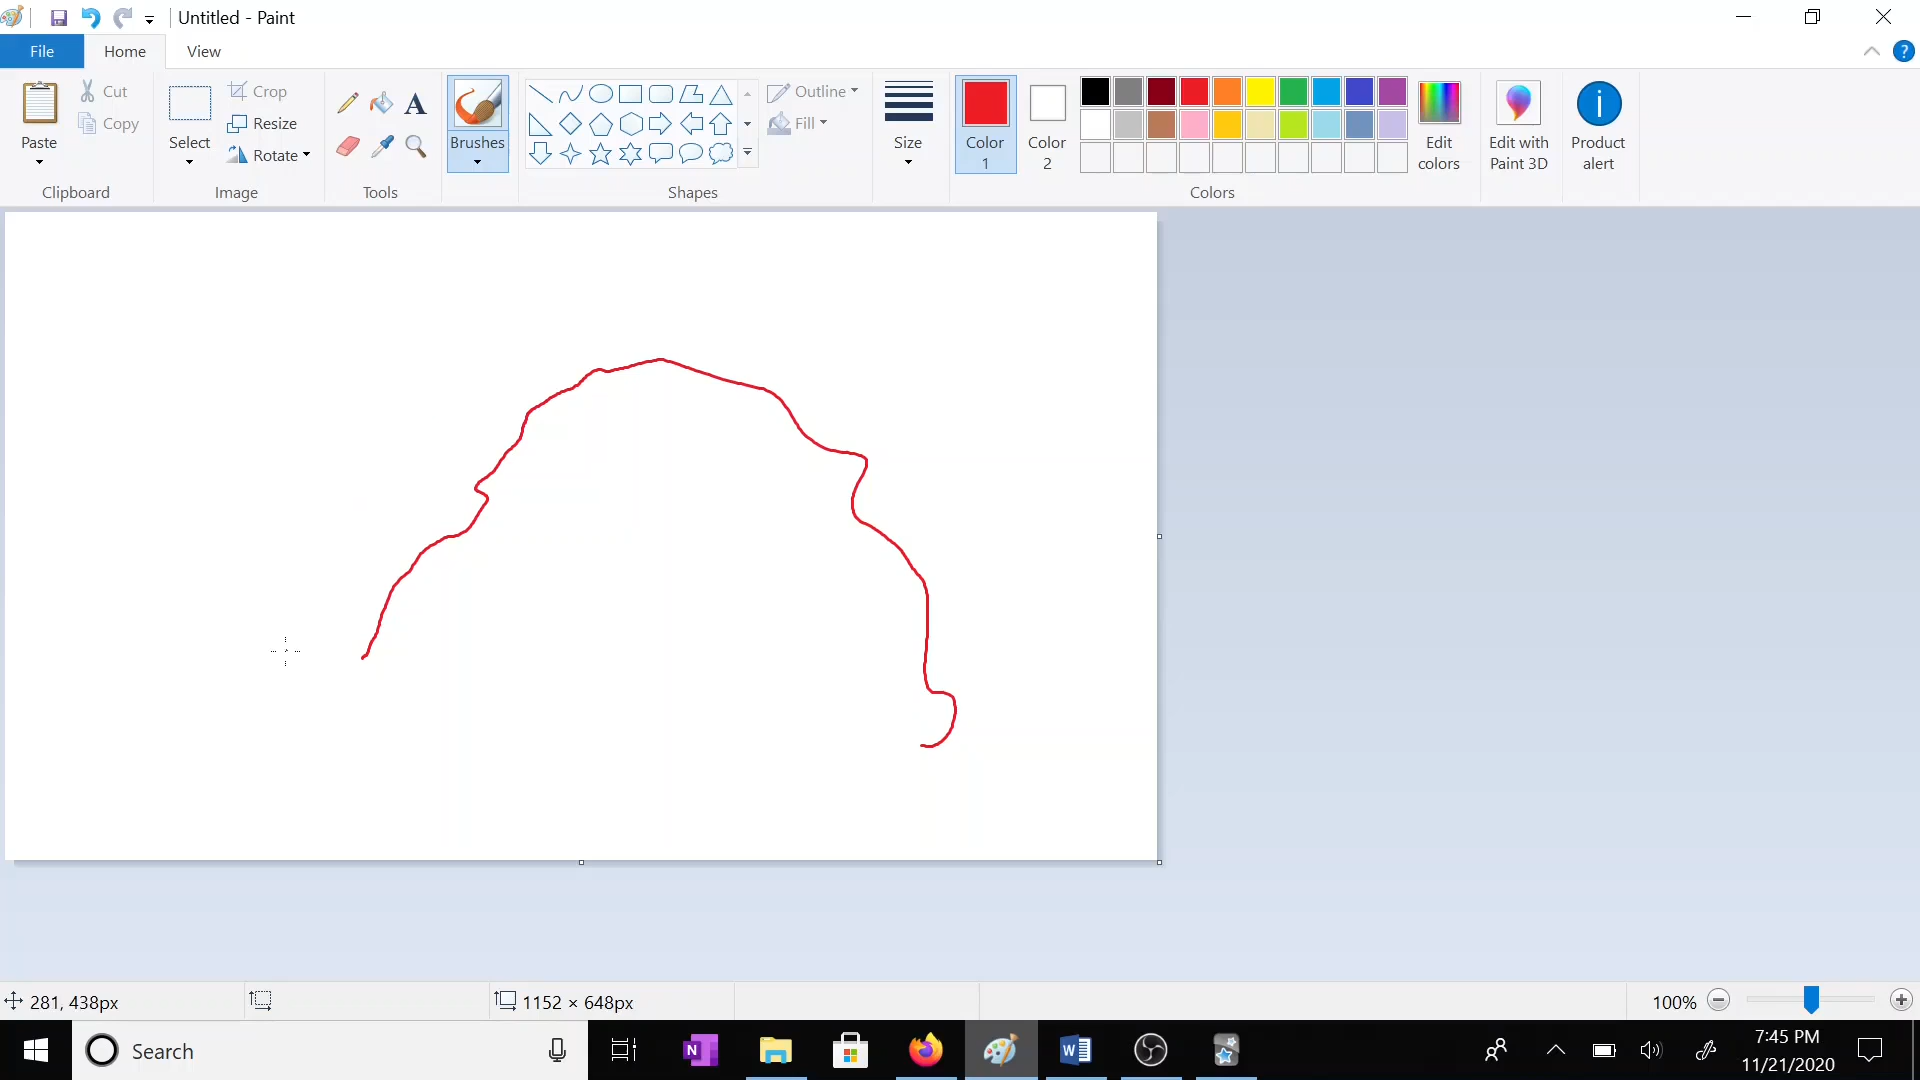 Untitled - Paint
File Home View
Paste
Cut
Copy
Clipboard
Select
Crop
Resize
Rotate
Image
Tools
Brushes
Outline
Fill
Shapes
Size
Color 1
Color 2
Edit colors
Colors
Edit with Paint 3D
Product alert
281, 438px
1152 × 648px
100%
Search
7:45 PM
11/21/2020